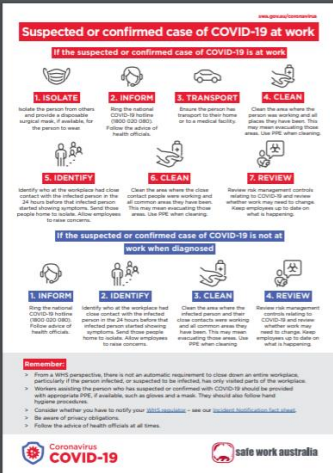 swa.gov.au/coronavirus
Suspected or confirmed case of COVID-19 at work
If the suspected or confirmed case of COVID-19 is at work
1. ISOLATE
Isolate the person from others
and provide a disposable
surgical mask, if available, for
the person to wear.
2. INFORM
Ring the national
COVID-19 hotline
(1800 020 080).
Follow the advice of
health officials.
3. TRANSPORT
Ensure the person has
transport to their home
or to a medical facility.
4. CLEAN
Clean the area where the
person was working and all
places they have been. This
may mean evacuating those
areas. Use PPE when cleaning.
5. IDENTIFY
Identify who at the workplace had close
contact with the infected person in the
24 hours before that infected person
started showing symptoms. Send those
people home to isolate. Allow employees
to raise concerns.
6. CLEAN
Clean the area where the close
contact people were working and
all common areas they have been.
This may mean evacuating those
areas. Use PPE when cleaning.
7. REVIEW
Review risk management controls
relating to COVID-19 and review
whether work may need to change.
Keep employees up to date on
what is happening.
If the suspected or confirmed case of COVID-19 is not at
work when diagnosed
1. INFORM
Ring the national
COVID-19 hotline
(1800 020 080).
Follow advice of
health officials.
2. IDENTIFY
Identify who at the workplace had
close contact with the infected
person in the 24 hours before that
infected person started showing
symptoms. Send those people
home to isolate. Allow employees
to raise concerns.
3. CLEAN
Clean the area where the
infected person and their
close contacts were working
and all common areas they
have been. This may mean
evacuating areas. Use
PPE when cleaning
4. REVIEW
Review risk management
controls relating to
COVID-19 and review
whether work may
need to change. Keep
employees up to date on
what is happening.
Remember:
> From a WHS perspective, there is not an automatic requirement to close down an entire workplace,
particularly if the person infected, or suspected to be infected, has only visited parts of the workplace.
> Workers assisting the person who has suspected or confirmed with COVID-19 should be provided
with appropriate PPE, if available, such as gloves and a mask. They should also follow hand
hygiene procedures.
> Consider whether you have to notify your WHS regulator - see our Incident Notification fact sheet.
> Be aware of privacy obligations.
> Follow the advice of health officials at all times.
Coronavirus
COVID-19
safe work australia